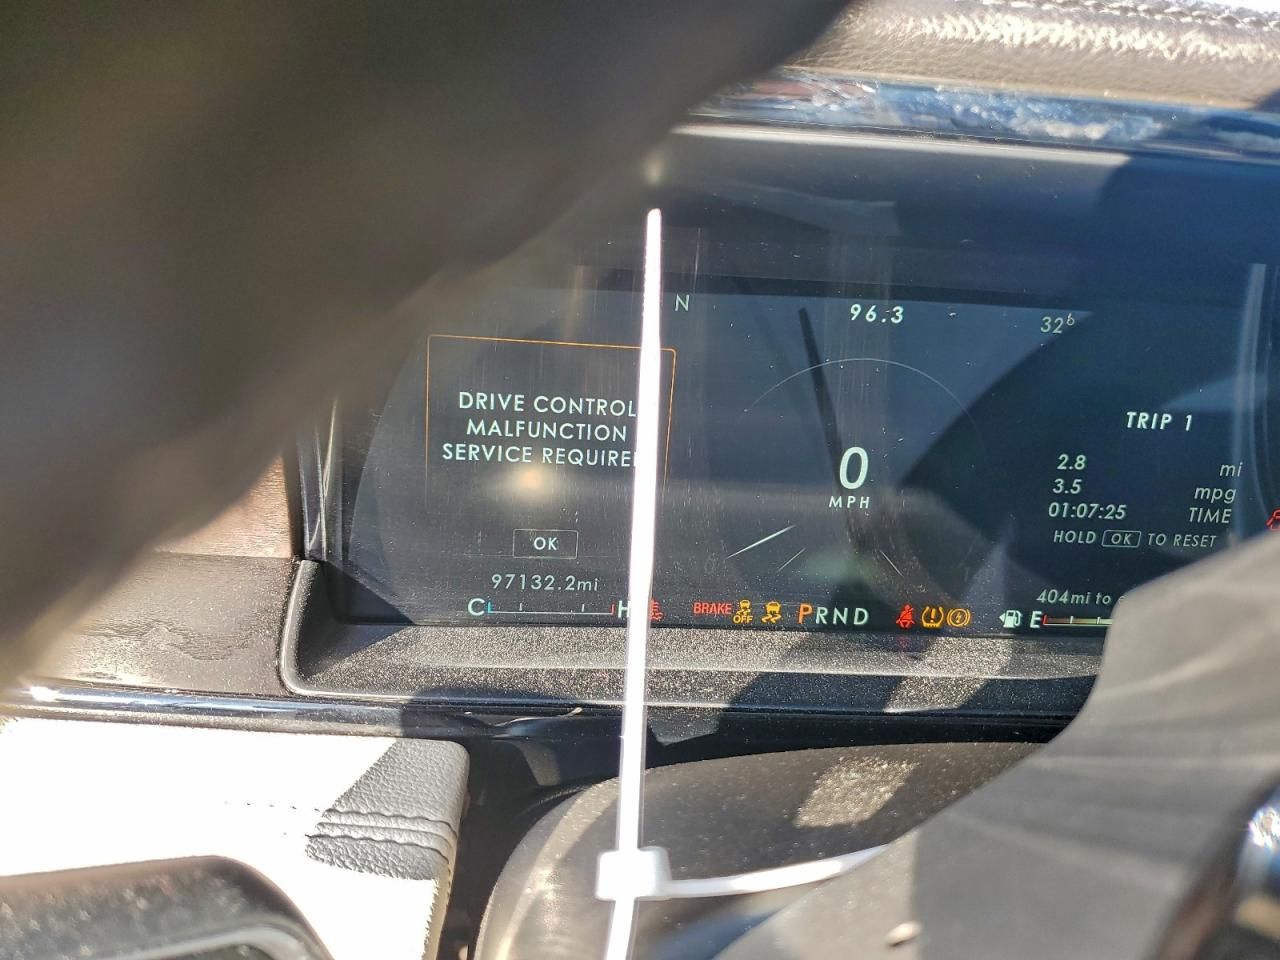 N
96.3
32°
DRIVE CONTROL
MALFUNCTION
SERVICE REQUIRE
OK
0
MPH
TRIP 1
2.8 mi
3.5 mpg
01:07:25 TIME
HOLD OK TO RESET
97132.2mi
404mi to
C H
BRAKE
OFF
PRND
E